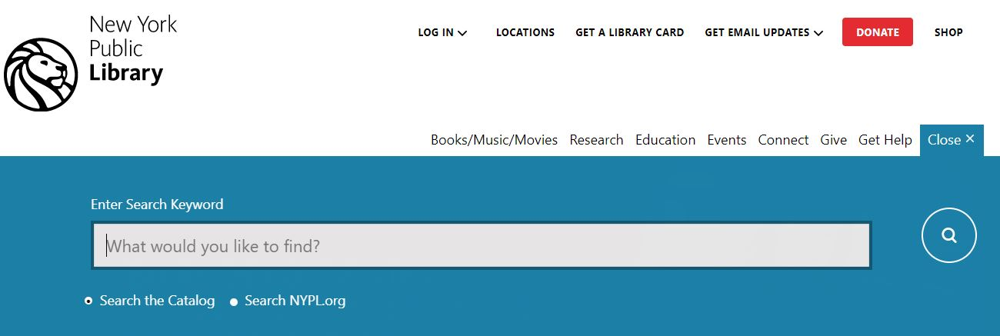 New York
Public
Library
LOG IN LOCATIONS GET A LIBRARY CARD GET EMAIL UPDATES DONATE SHOP
Books/Music/Movies Research Education Events Connect Give Get Help Close ×
Enter Search Keyword
What would you like to find?
Search the Catalog Search NYPL.org